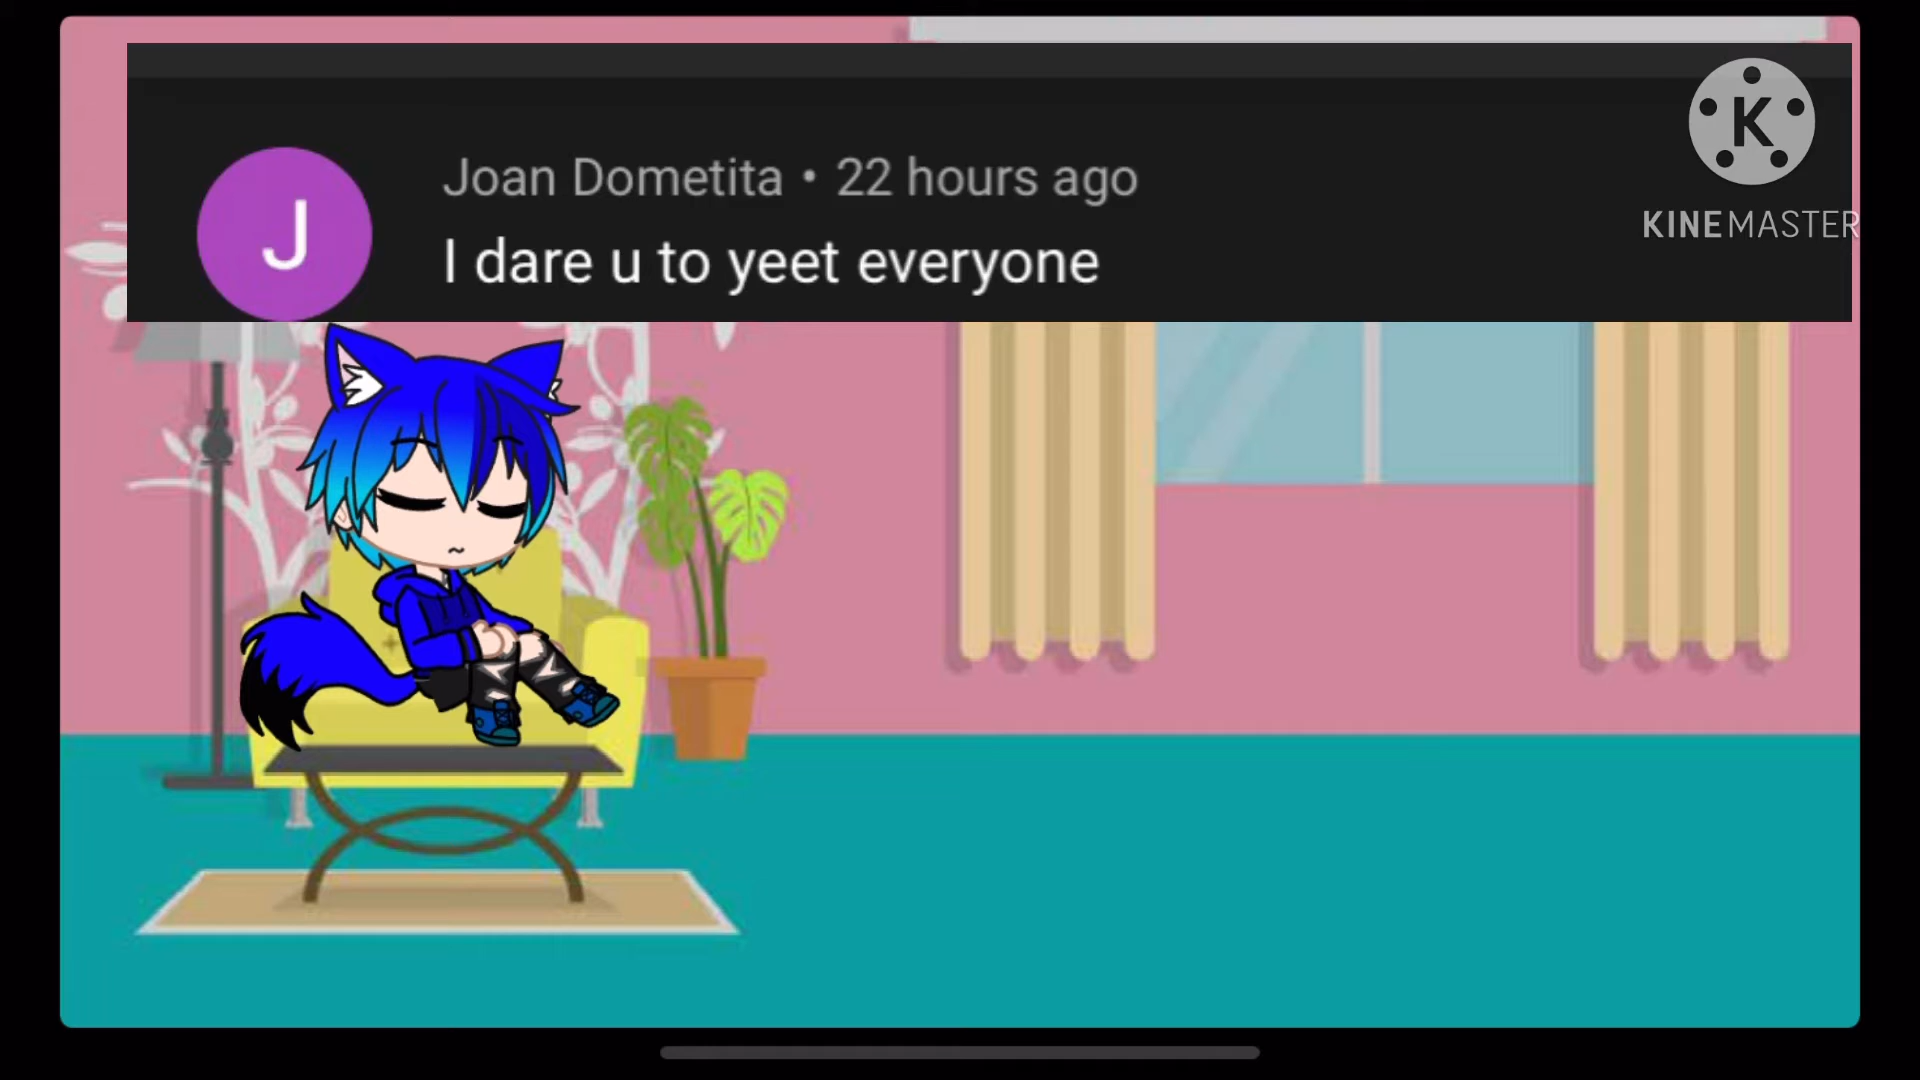 Joan Dometita • 22 hours ago
I dare u to yeet everyone
J
K
KINEMASTER